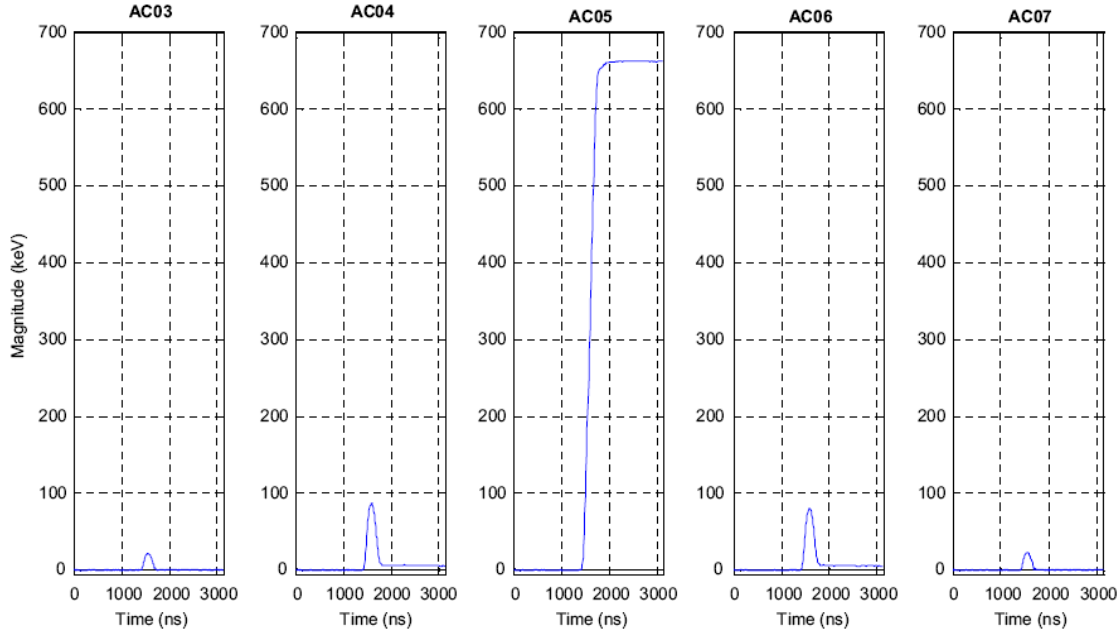 AC03 AC04 AC05 AC06 AC07
700 700 700 700 700
600 600 600 600 600
500 500 500 500 500
400 400 400 400 400
300 300 300 300 300
200 200 200 200 200
100 100 100 100 100
0 0 0 0 0
Magnitude (keV)
0 1000 2000 3000 0 1000 2000 3000 0 1000 2000 3000 0 1000 2000 3000 0 1000 2000 3000
Time (ns) Time (ns) Time (ns) Time (ns) Time (ns)